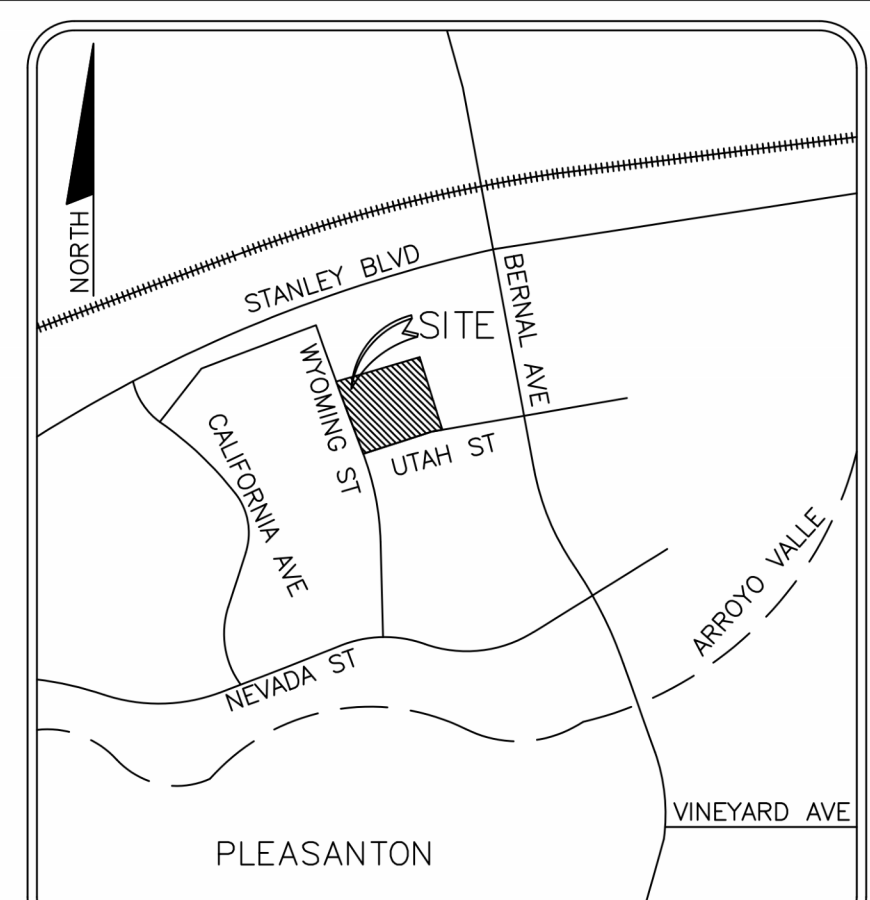 NORTH
STANLEY BLVD
BERNAL AVE
SITE
WYOMING ST
CALIFORNIA AVE
UTAH ST
ARROYO VALLE
NEVADA ST
VINEYARD AVE
PLEASANTON